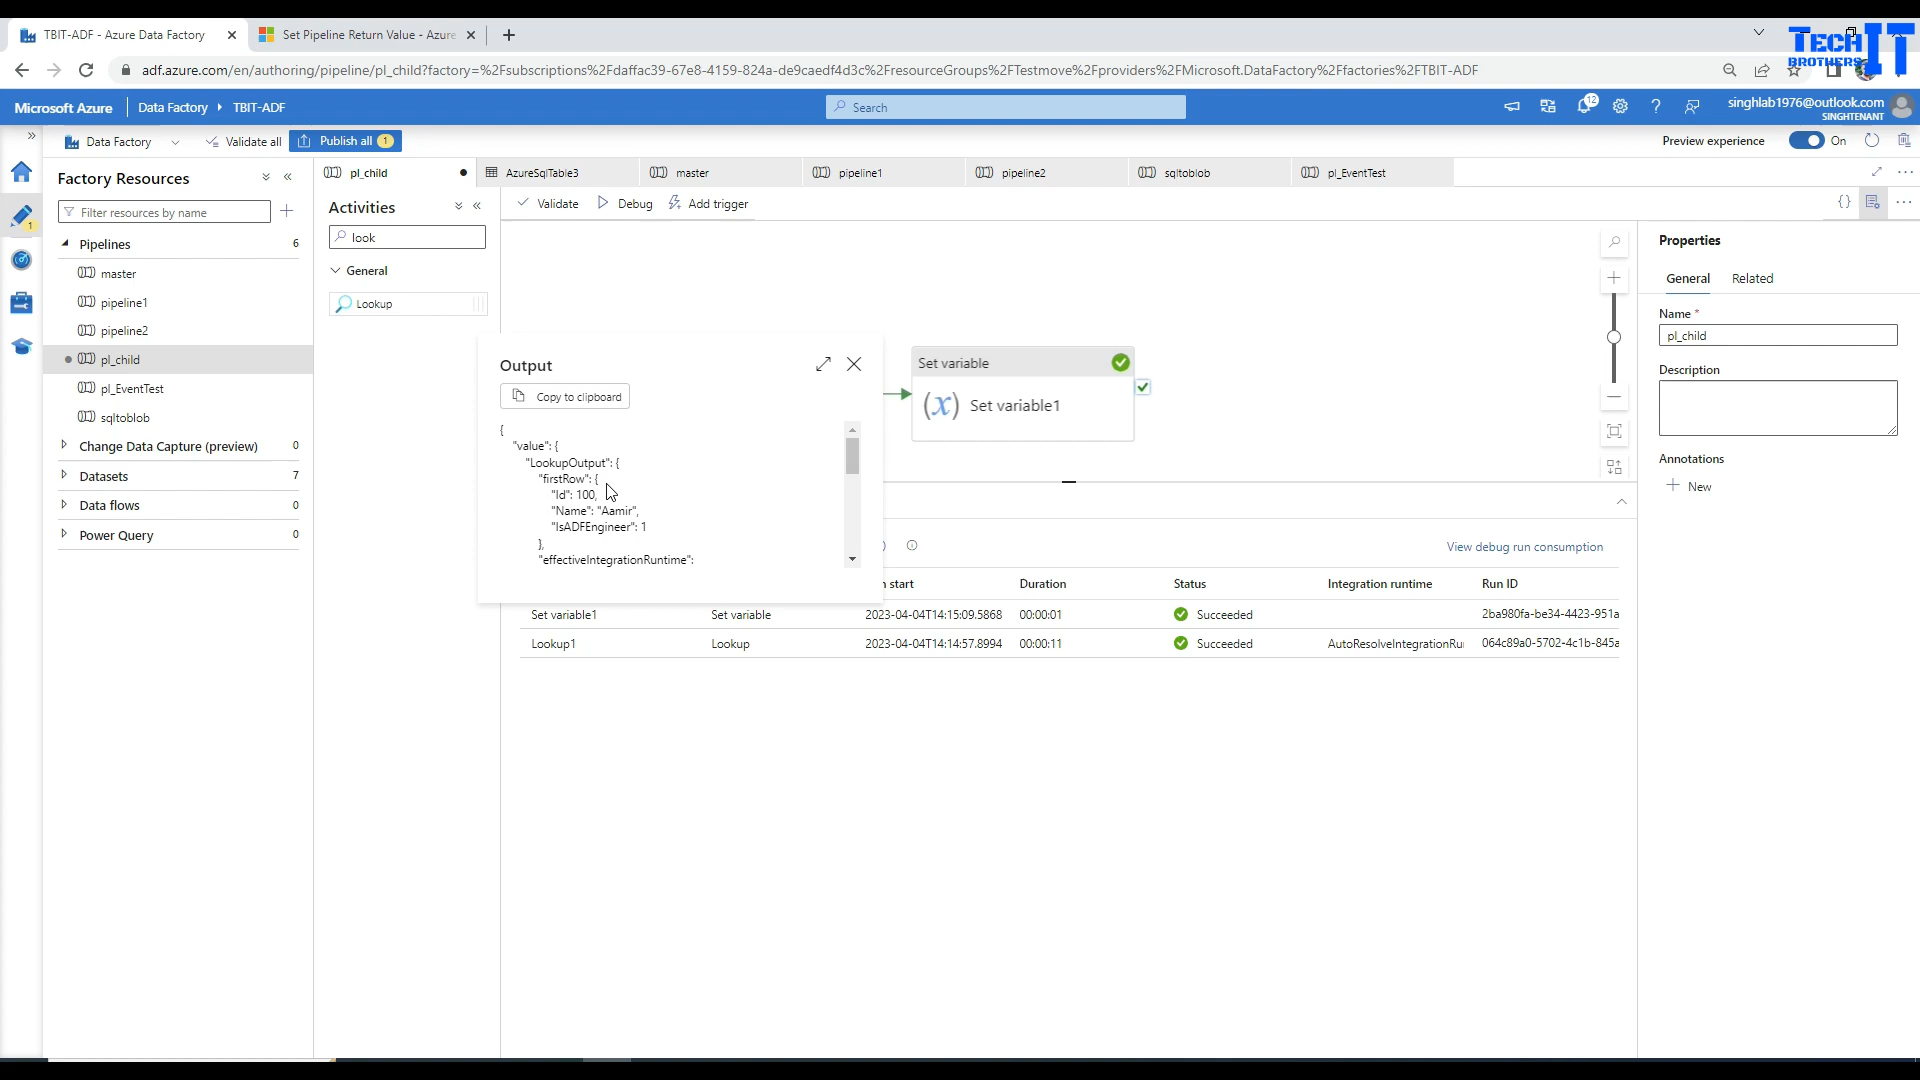 TBIT-ADF - Azure Data Factory
Set Pipeline Return Value - Azure
TECH IT BROTHERS
adf.azure.com/en/authoring/pipeline/pl_child?factory=%2Fsubscriptions%2Fdaffac39-67e8-4159-824a-de9caedf4d3c%2FresourceGroups%2FTestmove%2Fproviders%2FMicrosoft.DataFactory%2Ffactories%2FTBIT-ADF
Microsoft Azure
Data Factory
TBIT-ADF
Search
12
singhlab1976@outlook.com
SINGHTENANT
Data Factory
Validate all
Publish all 1
Preview experience
On
Factory Resources
Filter resources by name
1
Pipelines 6
master
pipeline1
pipeline2
pl_child
pl_EventTest
sqltoblob
Change Data Capture (preview) 0
Datasets 7
Data flows 0
Power Query 0
pl_child
AzureSqlTable3
master
pipeline1
pipeline2
sqltoblob
pl_EventTest
Activities
look
General
Lookup
Validate
Debug
Add trigger
Set variable
(x) Set variable1
Output
Copy to clipboard
{
"value": {
"LookupOutput": {
"firstRow": {
"Id": 100,
"Name": "Aamir",
"IsADFEngineer": 1
},
"effectiveIntegrationRuntime":
View debug run consumption
start
Duration
Status
Integration runtime
Run ID
Set variable1
Set variable
2023-04-04T14:15:09.5868
00:00:01
Succeeded
2ba980fa-be34-4423-951a
Lookup1
Lookup
2023-04-04T14:14:57.8994
00:00:11
Succeeded
AutoResolveIntegrationRu
064c89a0-5702-4c1b-845a
Properties
General
Related
Name *
pl_child
Description
Annotations
New